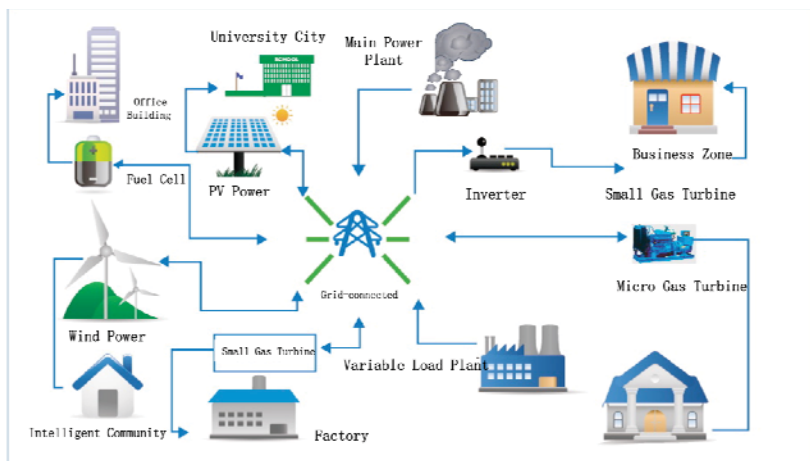 University City
Main Power
Plant
SCHOOL
Office
Building
Fuel Cell
PV Power
Inverter
Business Zone
Small Gas Turbine
Grid-connected
Micro Gas Turbine
Wind Power
Small Gas Turbine
Variable Load Plant
Intelligent Community
Factory